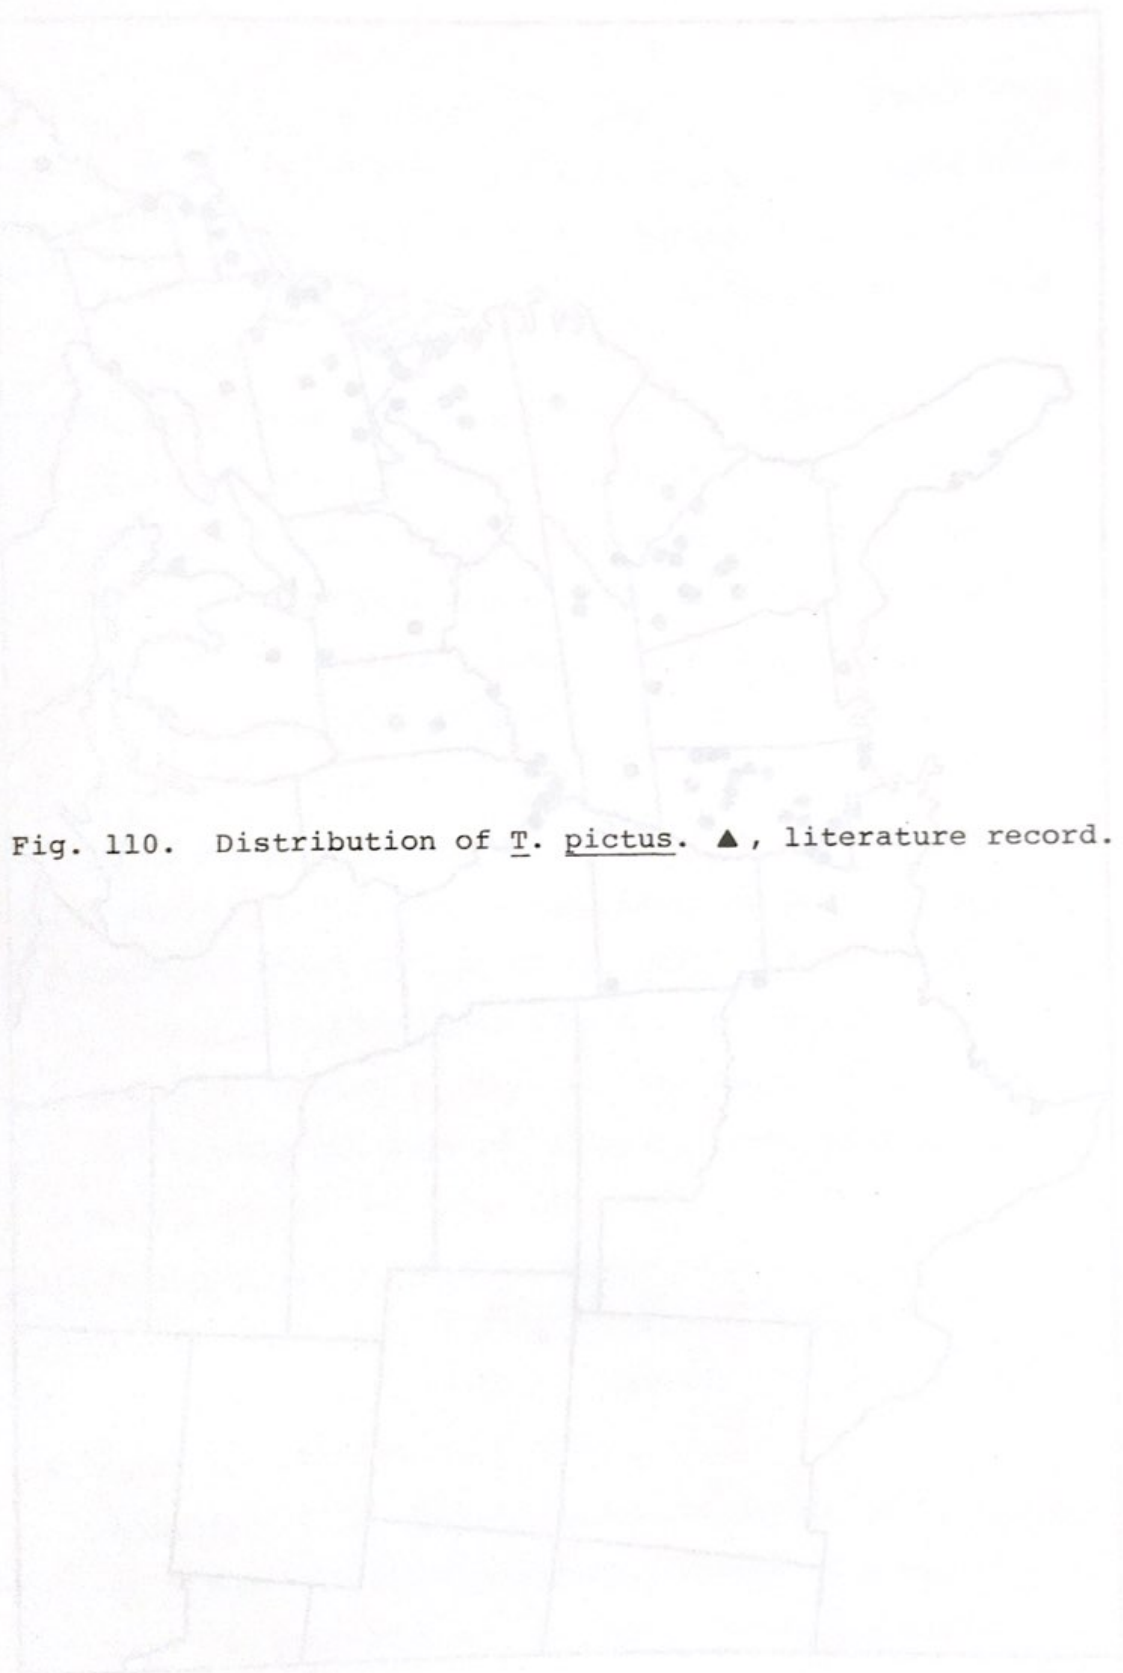 Fig. 110. Distribution of T. pictus. ▲, literature record.